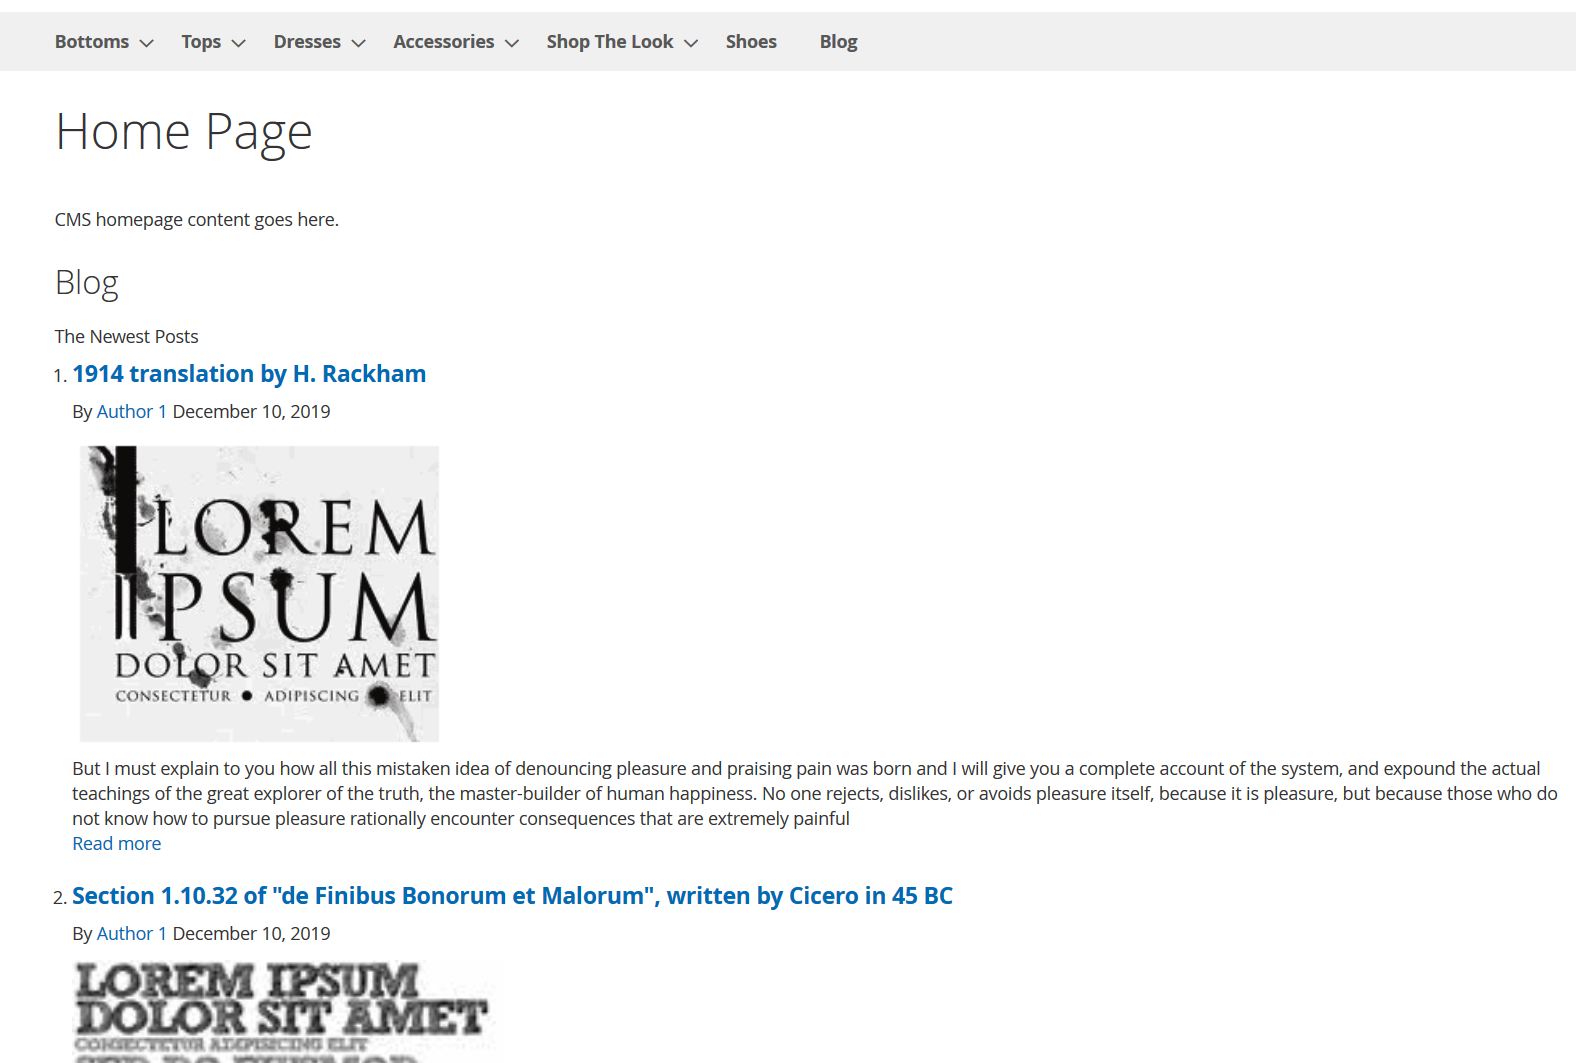 Bottoms Tops Dresses Accessories Shop The Look Shoes Blog
Home Page
CMS homepage content goes here.
Blog
The Newest Posts
1. 1914 translation by H. Rackham
By Author 1 December 10, 2019
LOREM
IPSUM
DOLOR SIT AMET
CONSECTETUR ● ADIPISCING ● ELIT
But I must explain to you how all this mistaken idea of denouncing pleasure and praising pain was born and I will give you a complete account of the system, and expound the actual
teachings of the great explorer of the truth, the master-builder of human happiness. No one rejects, dislikes, or avoids pleasure itself, because it is pleasure, but because those who do
not know how to pursue pleasure rationally encounter consequences that are extremely painful
Read more
2. Section 1.10.32 of "de Finibus Bonorum et Malorum", written by Cicero in 45 BC
By Author 1 December 10, 2019
LOREM IPSUM
DOLOR SIT AMET
CONSECTETUR ADIPISICING ELIT